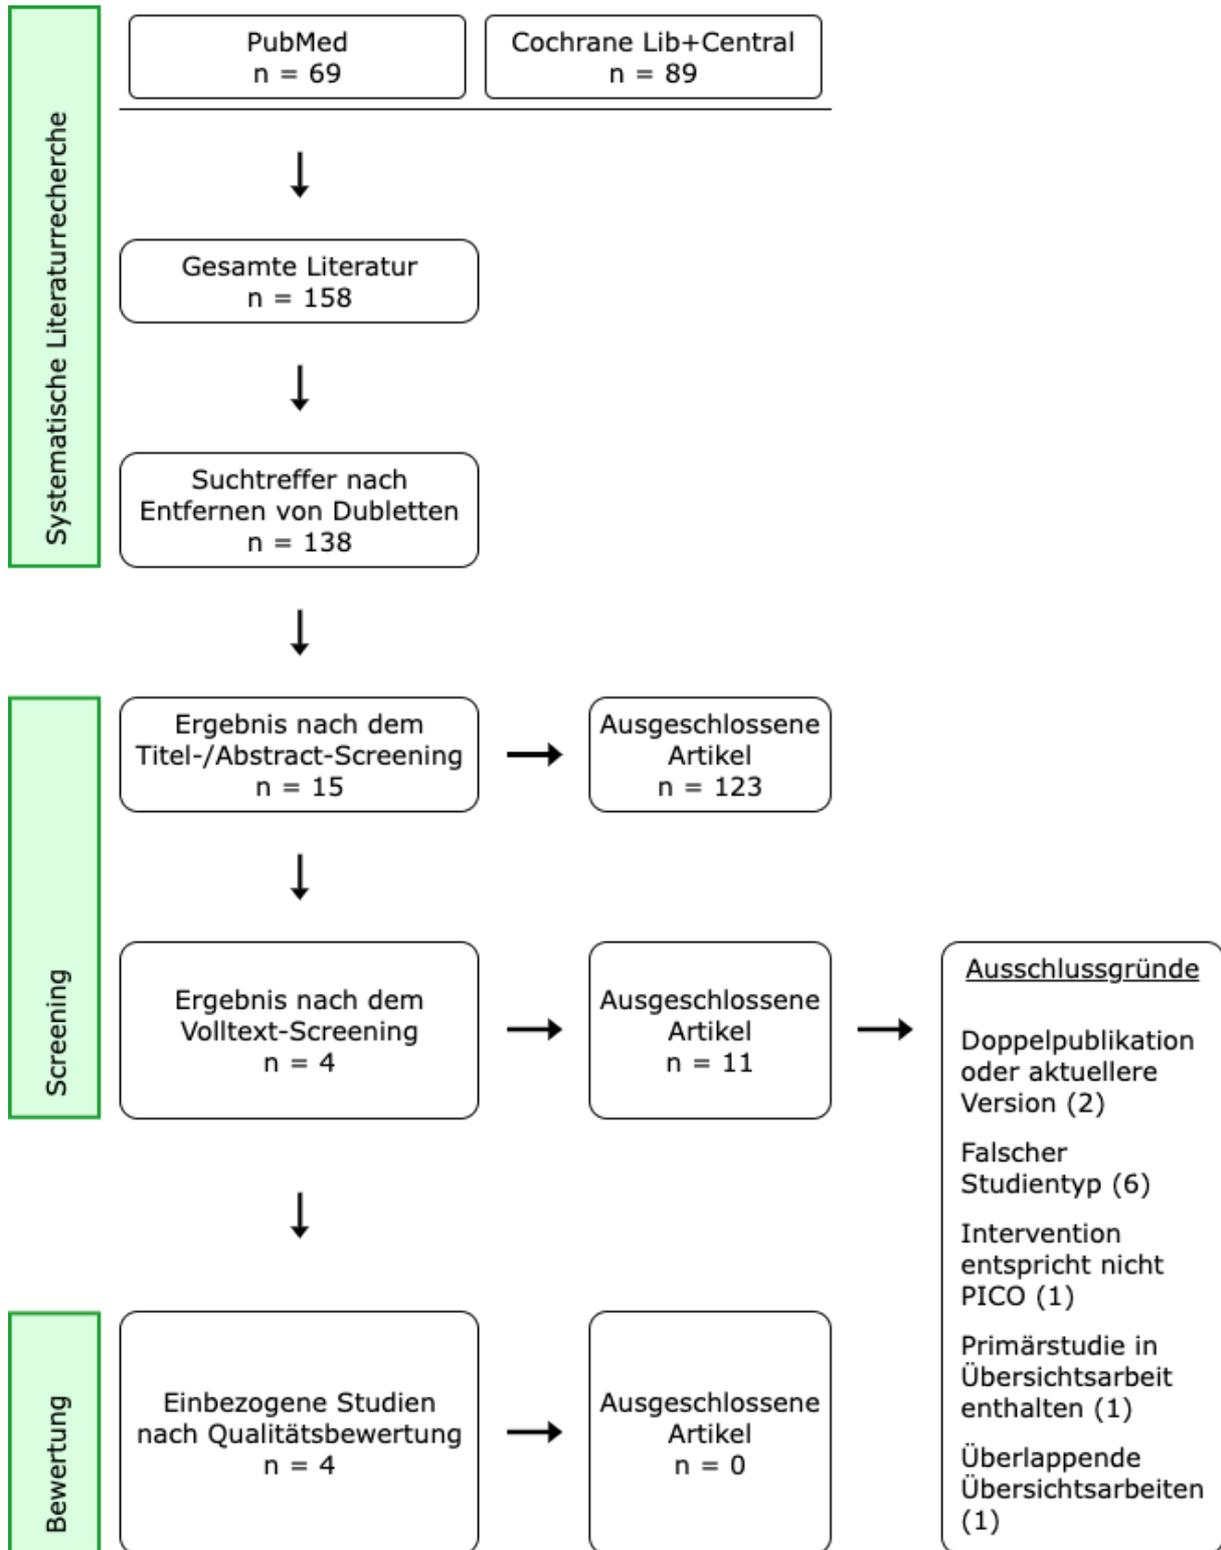 Systematische Literaturrecherche
PubMed
n = 69
Cochrane Lib+Central
n = 89
Gesamte Literatur
n = 158
Suchtreffer nach
Entfernen von Dubletten
n = 138
Screening
Ergebnis nach dem
Titel-/Abstract-Screening
n = 15
Ausgeschlossene
Artikel
n = 123
Ergebnis nach dem
Volltext-Screening
n = 4
Ausgeschlossene
Artikel
n = 11
Ausschlussgründe
Doppelpublikation
oder aktuellere
Version (2)
Falscher
Studientyp (6)
Intervention
entspricht nicht
PICO (1)
Primärstudie in
Übersichtsarbeit
enthalten (1)
Überlappende
Übersichtsarbeiten
(1)
Bewertung
Einbezogene Studien
nach Qualitätsbewertung
n = 4
Ausgeschlossene
Artikel
n = 0